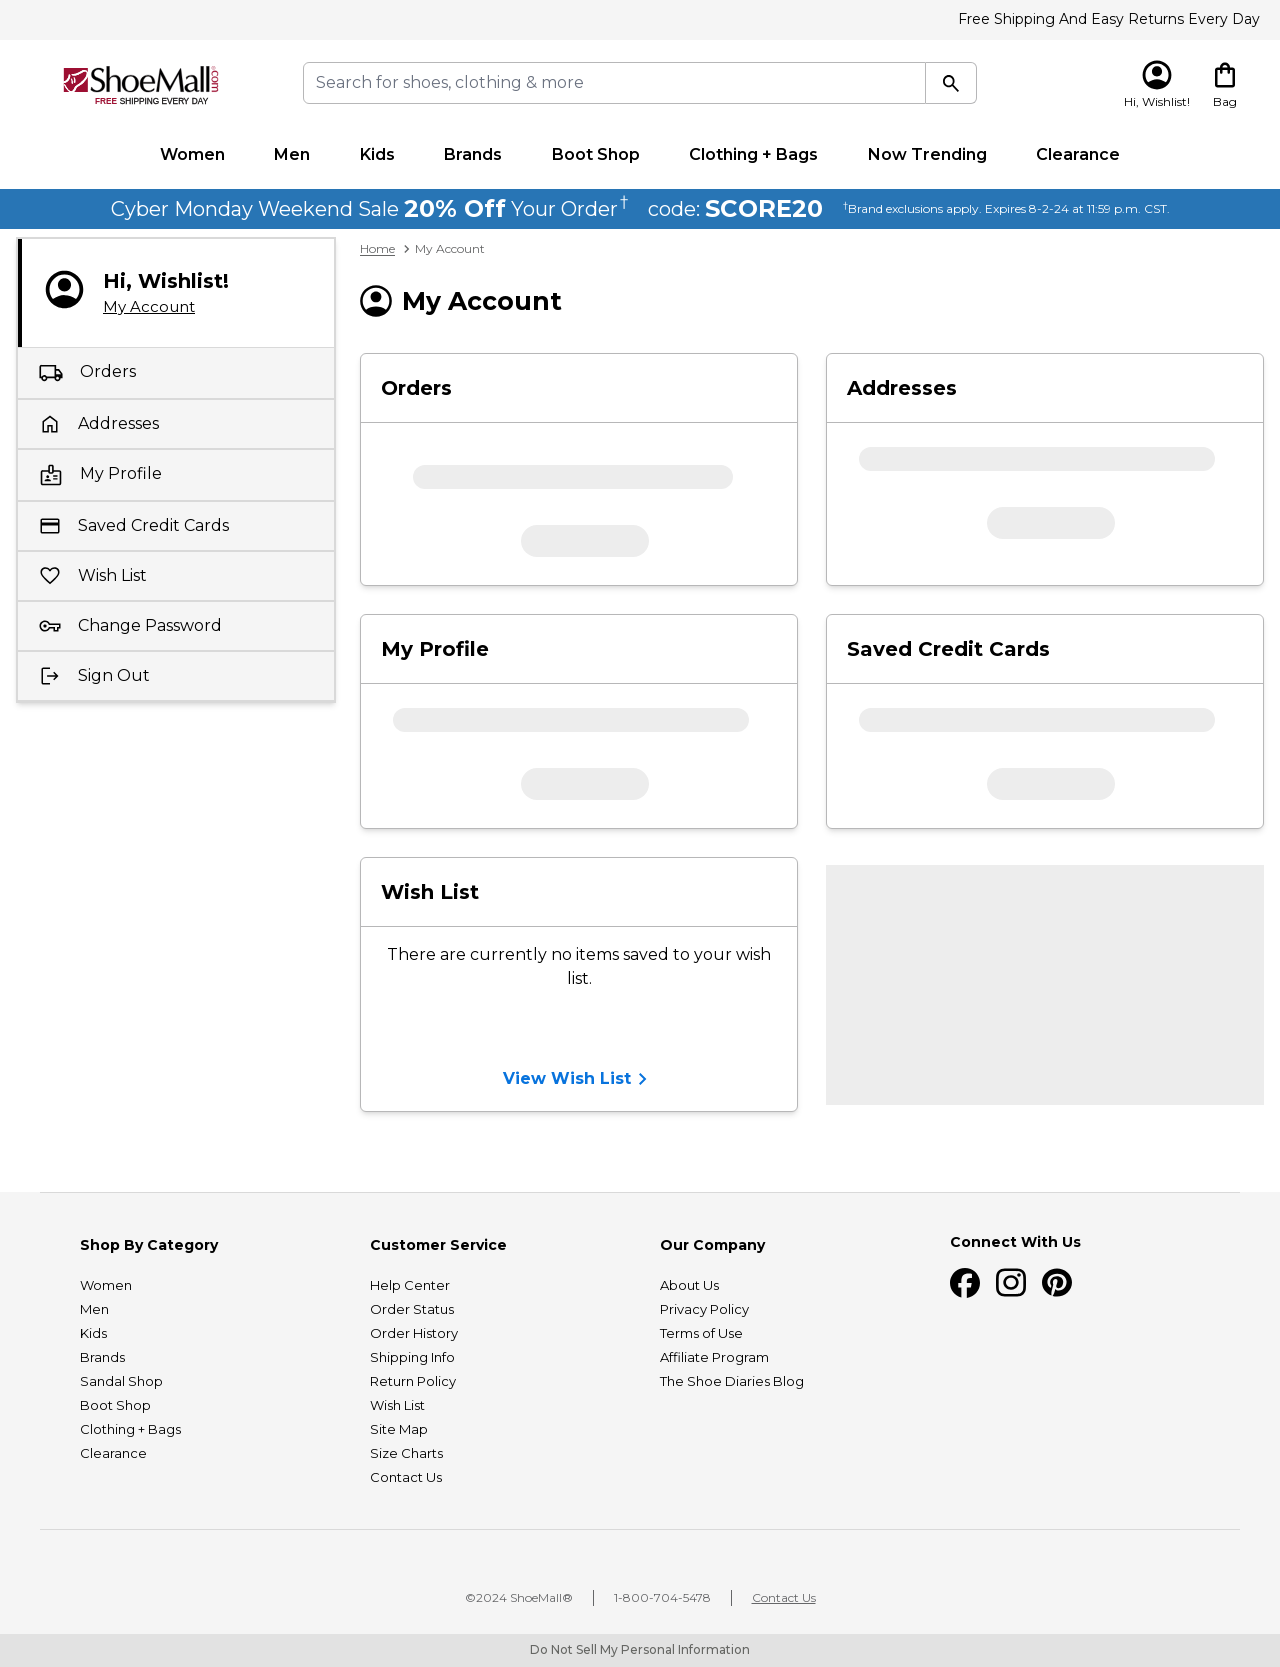 Free Shipping And Easy Returns Every Day
ShoeMall.com®
FREE SHIPPING EVERY DAY
Search for shoes, clothing & more
Hi, Wishlist!
Bag
Women Men Kids Brands Boot Shop Clothing + Bags Now Trending Clearance
Cyber Monday Weekend Sale 20% Off Your Order† code: SCORE20 †Brand exclusions apply. Expires 8-2-24 at 11:59 p.m. CST.
Hi, Wishlist!
My Account
Orders
Addresses
My Profile
Saved Credit Cards
Wish List
Change Password
Sign Out
Home > My Account
My Account
Orders
Addresses
My Profile
Saved Credit Cards
Wish List
There are currently no items saved to your wish
list.
View Wish List >
Shop By Category
Women
Men
Kids
Brands
Sandal Shop
Boot Shop
Clothing + Bags
Clearance
Customer Service
Help Center
Order Status
Order History
Shipping Info
Return Policy
Wish List
Site Map
Size Charts
Contact Us
Our Company
About Us
Privacy Policy
Terms of Use
Affiliate Program
The Shoe Diaries Blog
Connect With Us
©2024 ShoeMall® | 1-800-704-5478 | Contact Us
Do Not Sell My Personal Information